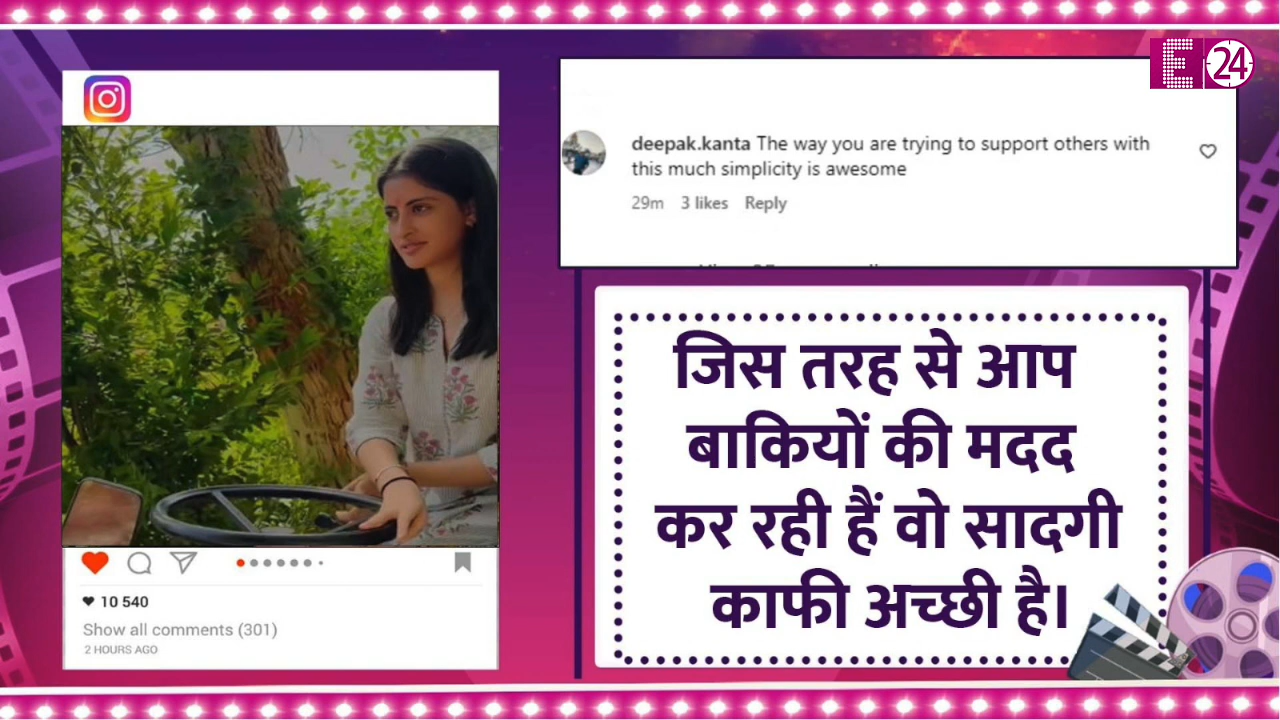 E 24
deepak.kanta The way you are trying to support others with
this much simplicity is awesome
29m 3 likes Reply
जिस तरह से आप
बाकियों की मदद
कर रही हैं वो सादगी
काफी अच्छी है।
10 540
Show all comments (301)
2 HOURS AGO